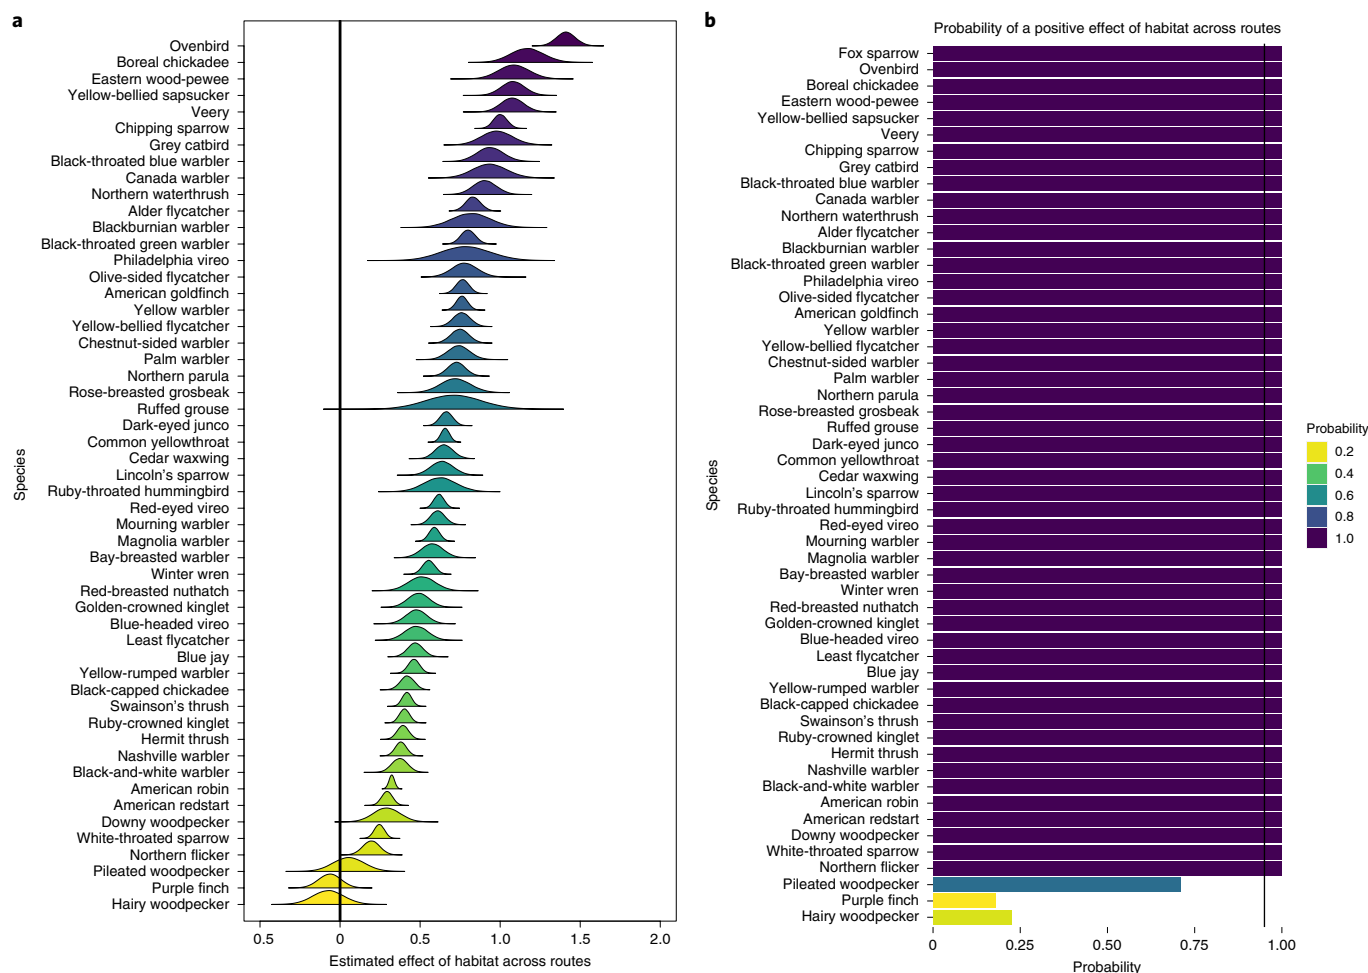 a
Ovenbird
Boreal chickadee
Eastern wood-pewee
Yellow-bellied sapsucker
Veery
Chipping sparrow
Grey catbird
Black-throated blue warbler
Canada warbler
Northern waterthrush
Alder flycatcher
Blackburnian warbler
Black-throated green warbler
Philadelphia vireo
Olive-sided flycatcher
American goldfinch
Yellow warbler
Yellow-bellied flycatcher
Chestnut-sided warbler
Palm warbler
Northern parula
Rose-breasted grosbeak
Ruffed grouse
Dark-eyed junco
Common yellowthroat
Cedar waxwing
Lincoln's sparrow
Ruby-throated hummingbird
Red-eyed vireo
Mourning warbler
Magnolia warbler
Bay-breasted warbler
Winter wren
Red-breasted nuthatch
Golden-crowned kinglet
Blue-headed vireo
Least flycatcher
Blue jay
Yellow-rumped warbler
Black-capped chickadee
Swainson's thrush
Ruby-crowned kinglet
Hermit thrush
Nashville warbler
Black-and-white warbler
American robin
American redstart
Downy woodpecker
White-throated sparrow
Northern flicker
Pileated woodpecker
Purple finch
Hairy woodpecker
Species
0.5 0 0.5 1.0 1.5 2.0
Estimated effect of habitat across routes
b
Probability of a positive effect of habitat across routes
Fox sparrow
Ovenbird
Boreal chickadee
Eastern wood-pewee
Yellow-bellied sapsucker
Veery
Chipping sparrow
Grey catbird
Black-throated blue warbler
Canada warbler
Northern waterthrush
Alder flycatcher
Blackburnian warbler
Black-throated green warbler
Philadelphia vireo
Olive-sided flycatcher
American goldfinch
Yellow warbler
Yellow-bellied flycatcher
Chestnut-sided warbler
Palm warbler
Northern parula
Rose-breasted grosbeak
Ruffed grouse
Dark-eyed junco
Common yellowthroat
Cedar waxwing
Lincoln's sparrow
Ruby-throated hummingbird
Red-eyed vireo
Mourning warbler
Magnolia warbler
Bay-breasted warbler
Winter wren
Red-breasted nuthatch
Golden-crowned kinglet
Blue-headed vireo
Least flycatcher
Blue jay
Yellow-rumped warbler
Black-capped chickadee
Swainson's thrush
Ruby-crowned kinglet
Hermit thrush
Nashville warbler
Black-and-white warbler
American robin
American redstart
Downy woodpecker
White-throated sparrow
Northern flicker
Pileated woodpecker
Purple finch
Hairy woodpecker
Species
0 0.25 0.50 0.75 1.00
Probability
Probability
0.2
0.4
0.6
0.8
1.0